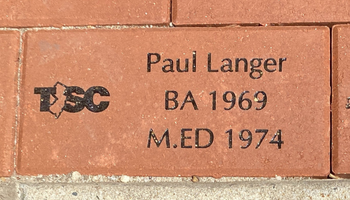 Paul Langer
TSC BA 1969
M.ED 1974